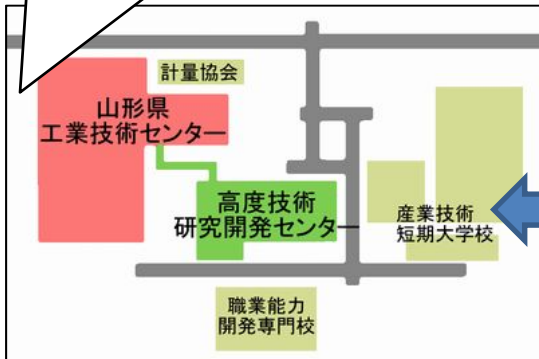 計量協会
山形県
工業技術センター
高度技術
研究開発センター
産業技術
短期大学校
職業能力
開発専門校